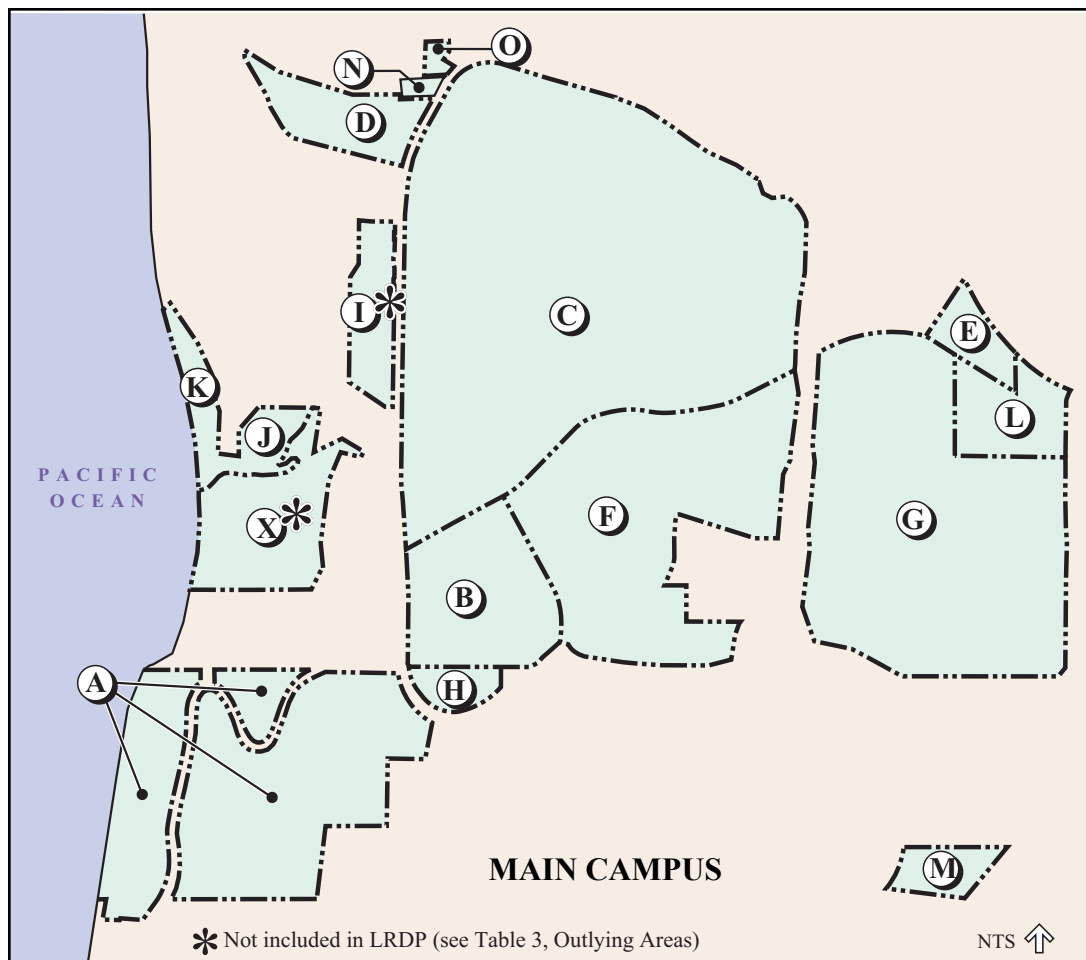 O
N
D
I
C
E
K
L
J
PACIFIC
OCEAN
X
F
G
B
A
H
M
MAIN CAMPUS
* Not included in LRDP (see Table 3, Outlying Areas)
NTS